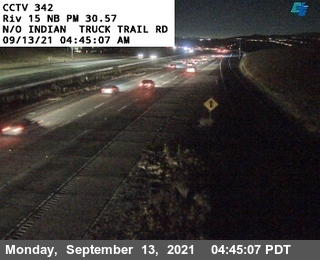 CCTV 342
Riv 15 NB PM 30.57
N/O INDIAN TRUCK TRAIL RD
09/13/21 04:45:07 AM
Monday, September 13, 2021 04:45:07 PDT